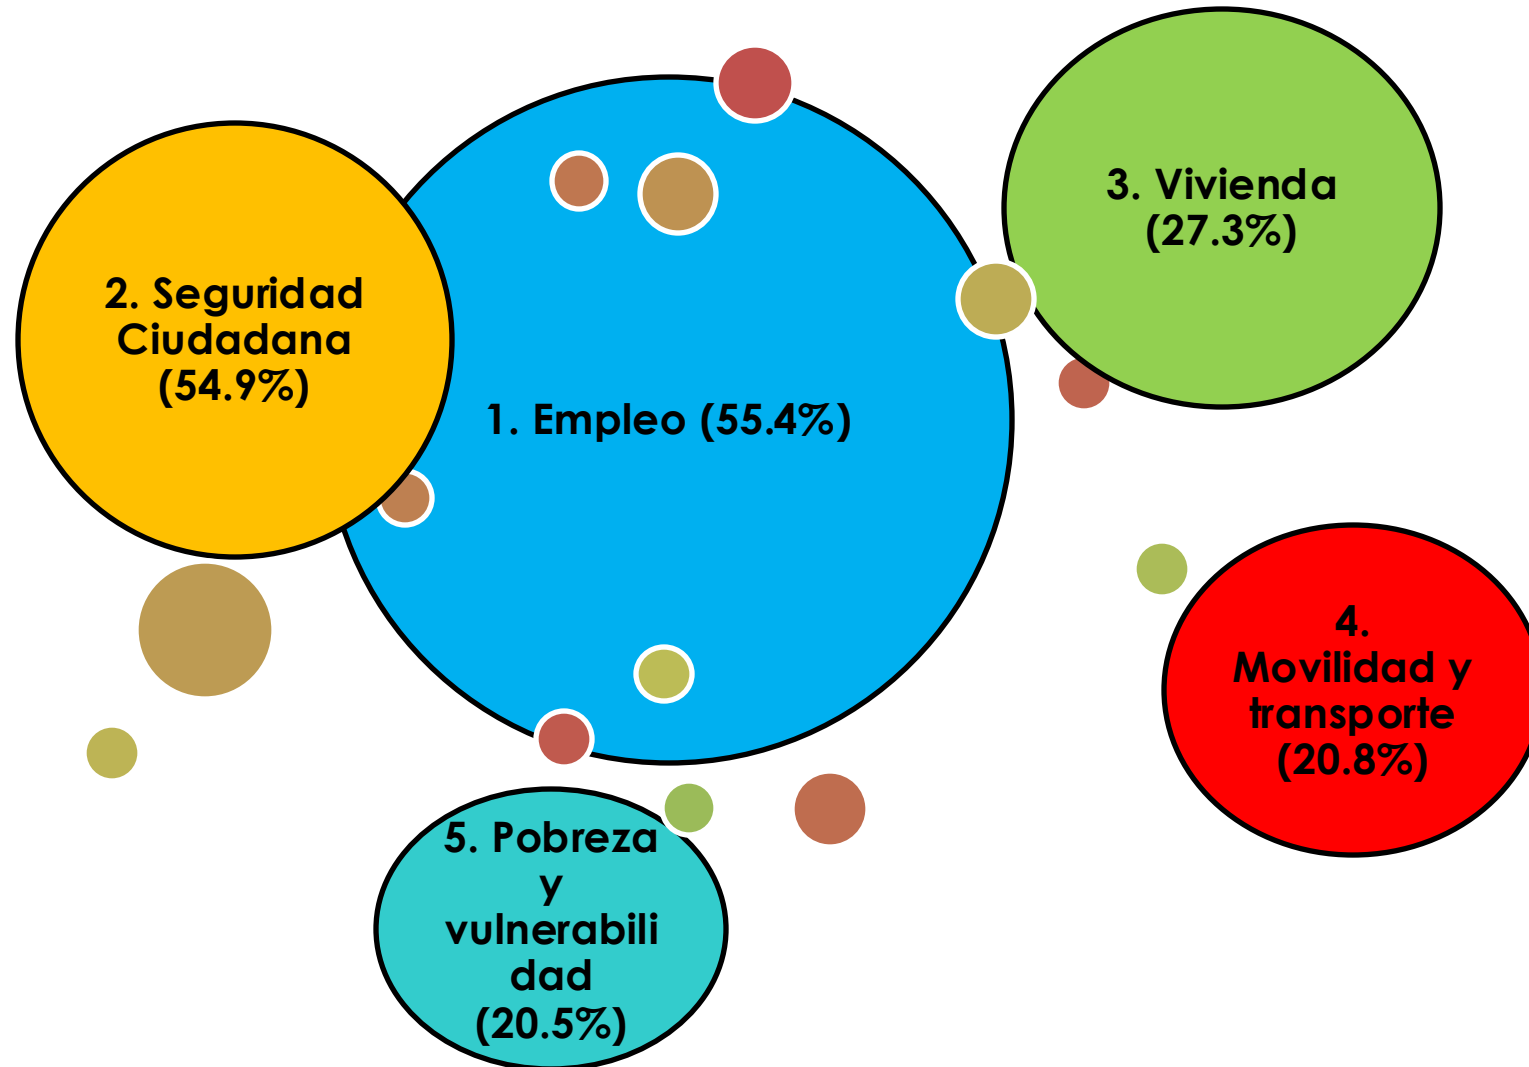 1. Empleo (55.4%)
2. Seguridad
Ciudadana
(54.9%)
3. Vivienda
(27.3%)
4.
Movilidad y
transporte
(20.8%)
5. Pobreza
y
vulnerabili
dad
(20.5%)